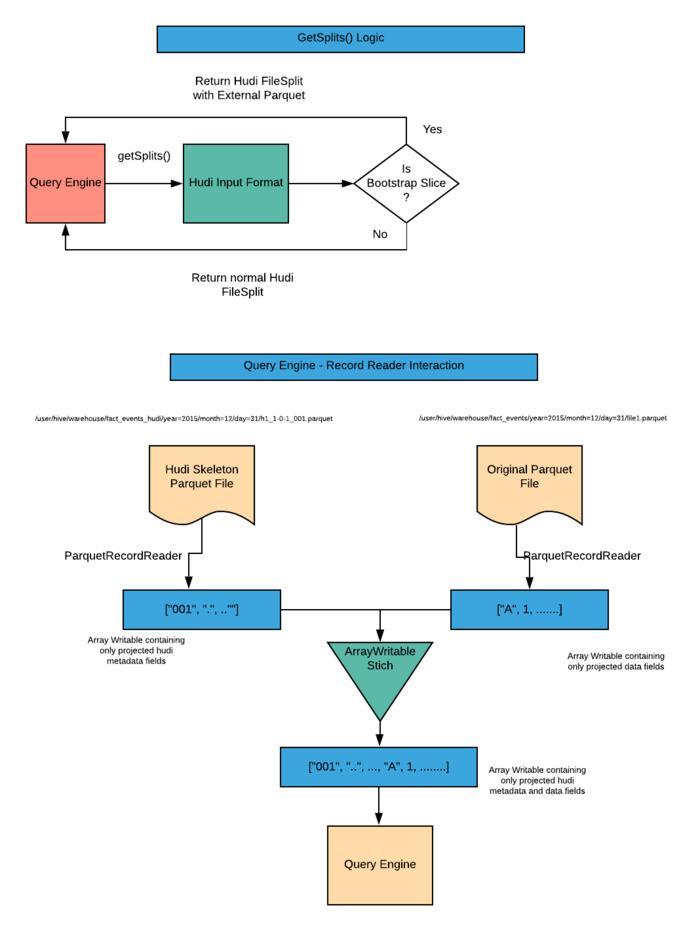 GetSplits() Logic
Return Hudi FileSplit
with External Parquet
Yes
getSplits()
Query Engine
Hudi Input Format
Is
Bootstrap Slice
?
No
Return normal Hudi
FileSplit
Query Engine - Record Reader Interaction
/user/hive/warehouse/fact_events_hudi/year=2015/month=12/day=31/h1_1-0-1_001.parquet
/user/hive/warehouse/fact_events/year=2015/month=12/day=31/file1.parquet
Hudi Skeleton
Parquet File
Original Parquet
File
ParquetRecordReader
ParquetRecordReader
["001", ".", ..""]
["A", 1, .......]
Array Writable containing
only projected hudi
metadata fields
ArrayWritable
Stich
Array Writable containing
only projected data fields
["001", "..", ..., "A", 1, ........]
Array Writable containing
only projected hudi
metadata and data fields
Query Engine